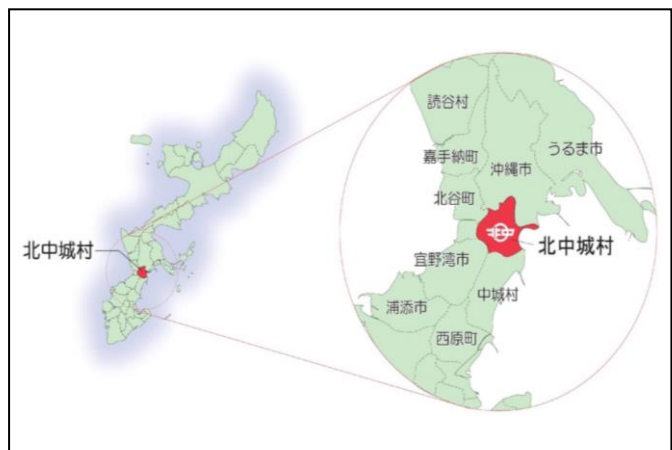 北中城村
読谷村
うるま市
嘉手納町
沖縄市
北谷町
北中城村
宜野湾市
中城村
浦添市
西原町